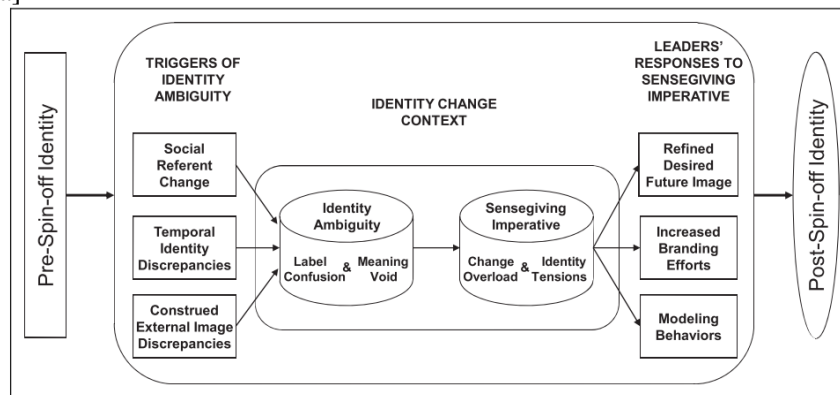 Pre-Spin-off Identity
TRIGGERS OF
IDENTITY
AMBIGUITY
Social
Referent
Change
Temporal
Identity
Discrepancies
Construed
External Image
Discrepancies
IDENTITY CHANGE
CONTEXT
Identity
Ambiguity
Label
Confusion
&
Meaning
Void
Sensegiving
Imperative
Change
Overload
&
Identity
Tensions
LEADERS’
RESPONSES TO
SENSEGIVING
IMPERATIVE
Refined
Desired
Future Image
Increased
Branding
Efforts
Modeling
Behaviors
Post-Spin-off Identity